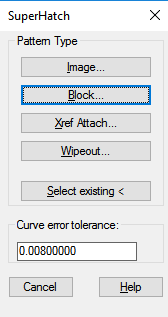 SuperHatch
Pattern Type
Image...
Block...
Xref Attach...
Wipeout...
Select existing <
Curve error tolerance:
0.00800000
Cancel Help